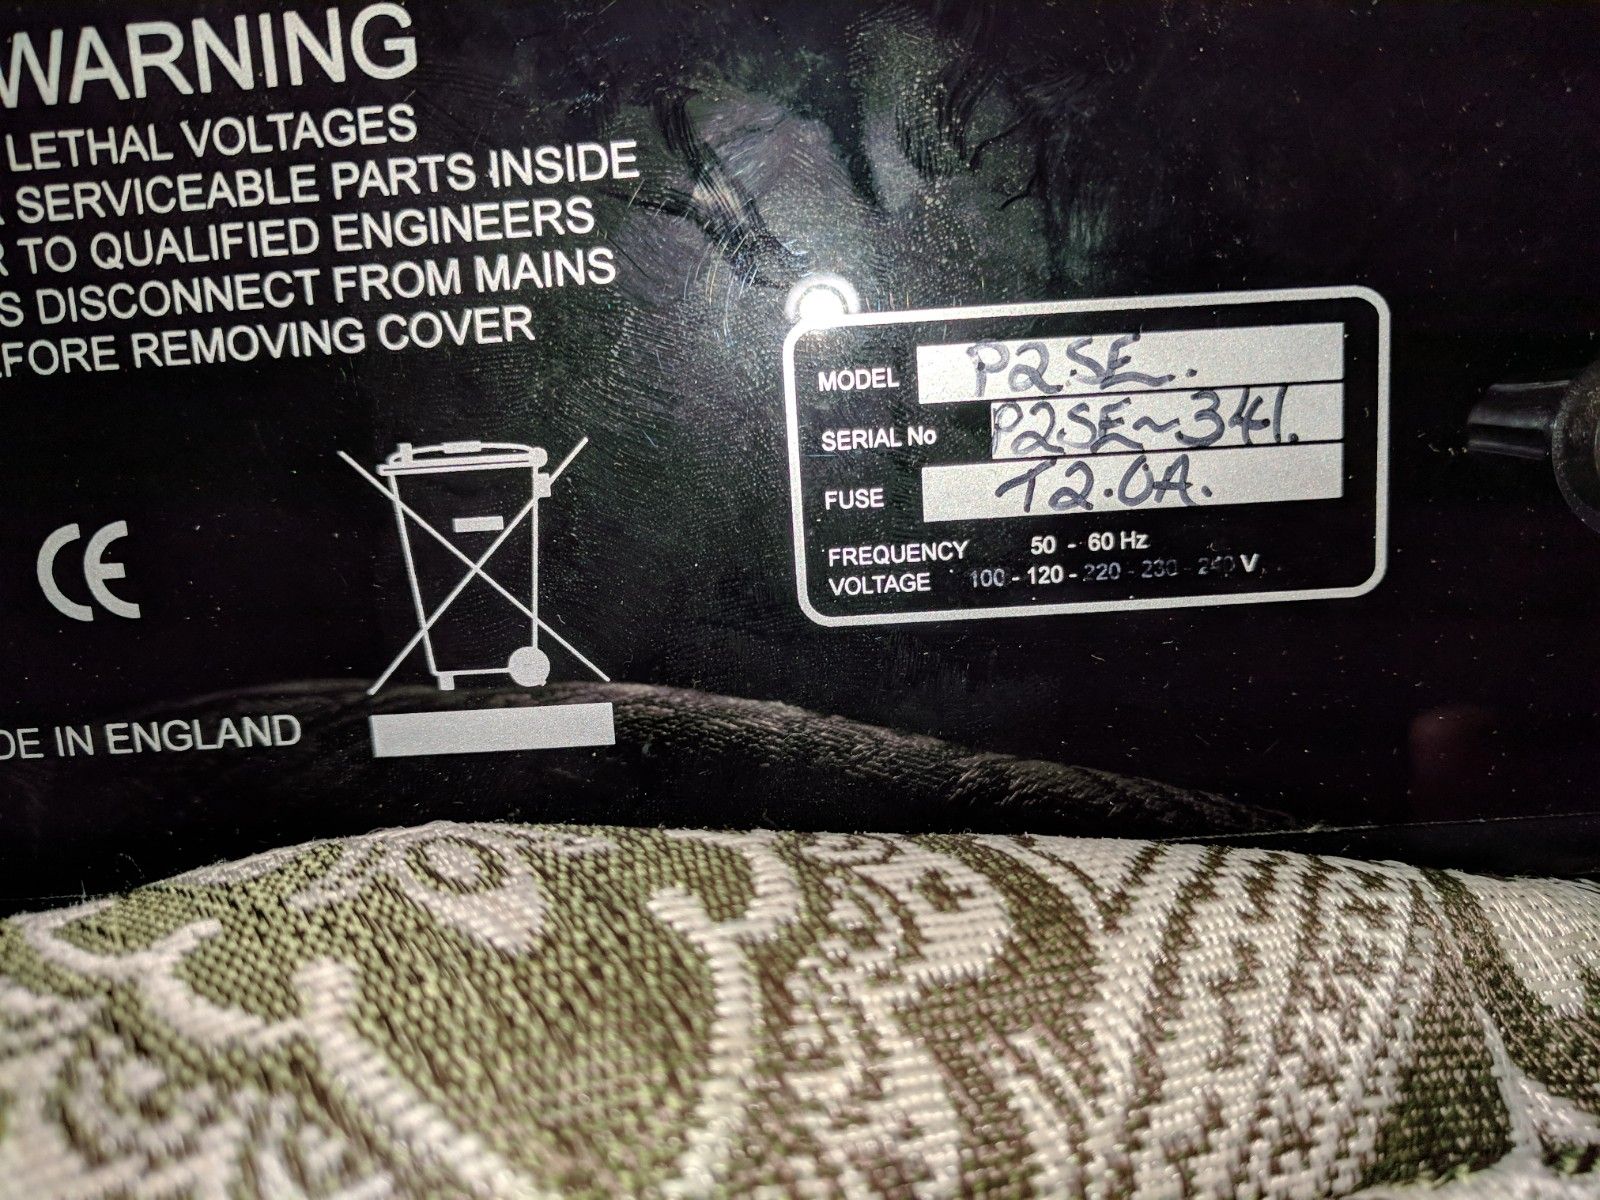 WARNING
LETHAL VOLTAGES
SERVICEABLE PARTS INSIDE
TO QUALIFIED ENGINEERS
DISCONNECT FROM MAINS
REMOVING COVER
MODEL P2SE.
SERIAL No P2SE~341.
FUSE T2.0A.
FREQUENCY 50 - 60 Hz
VOLTAGE 100 - 120 - 220 - 230 - 240 V
CE
IN ENGLAND